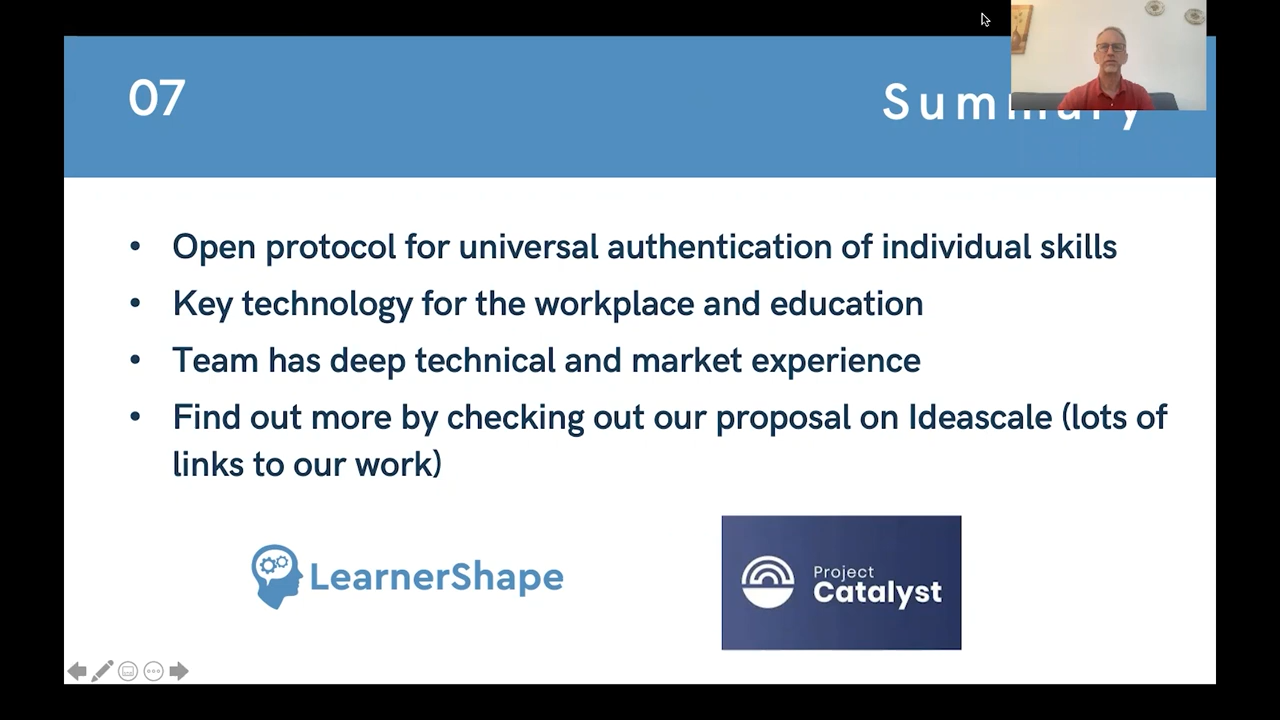 07
Summary
• Open protocol for universal authentication of individual skills
• Key technology for the workplace and education
• Team has deep technical and market experience
• Find out more by checking out our proposal on Ideascale (lots of
links to our work)
LearnerShape
Project
Catalyst